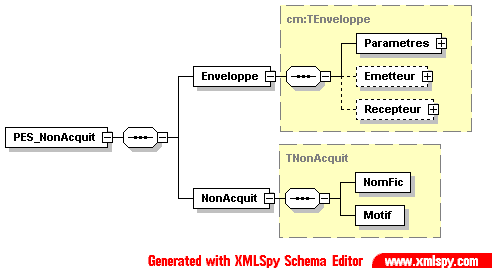 cm:TEnveloppe
Parametres
Enveloppe
Emetteur
Recepteur
PES_NonAcquit
TNonAcquit
NomFic
NonAcquit
Motif
Generated with XMLSpy Schema Editor www.xmlspy.com